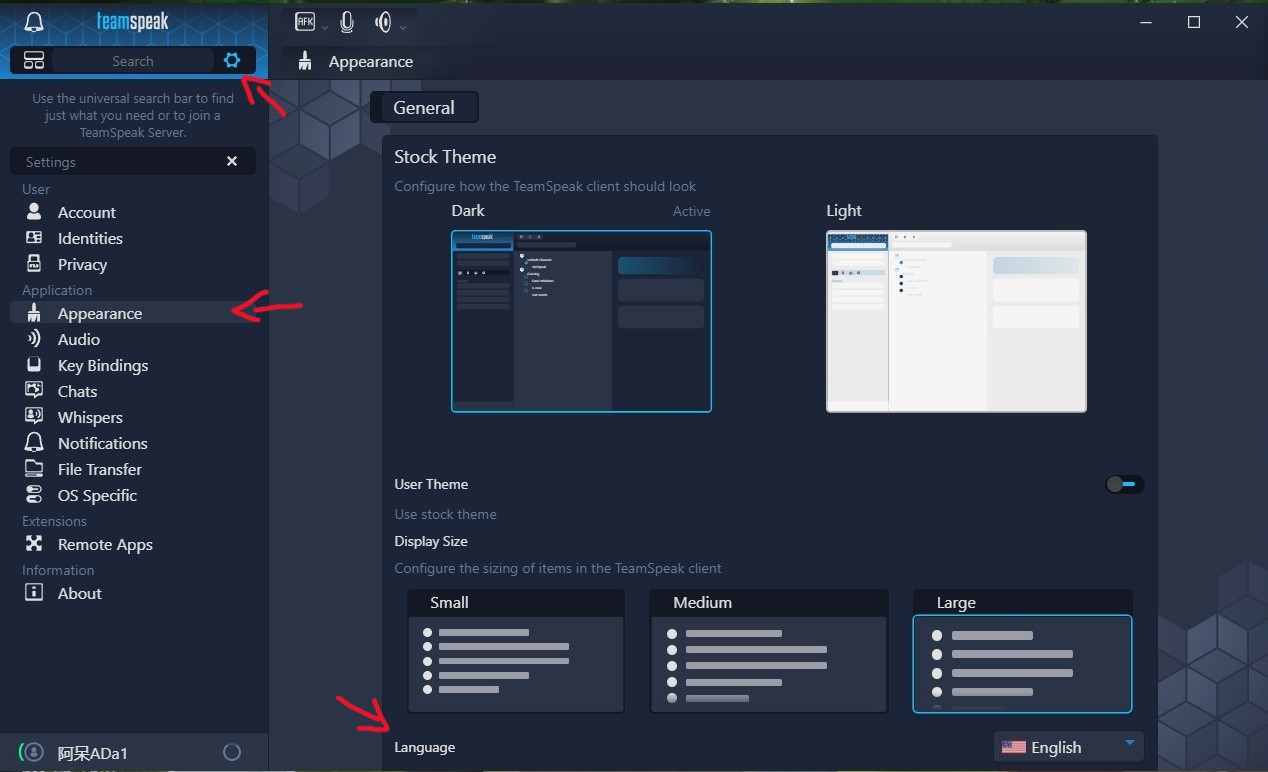 teamspeak
AFK
Search
Appearance
Use the universal search bar to find
just what you need or to join a
TeamSpeak Server.
Settings
User
Account
Identities
Privacy
Application
Appearance
Audio
Key Bindings
Chats
Whispers
Notifications
File Transfer
OS Specific
Extensions
Remote Apps
Information
About
阿呆ADa1
General
Stock Theme
Configure how the TeamSpeak client should look
Dark
Active
Light
teamspeak
User Theme
Use stock theme
Display Size
Configure the sizing of items in the TeamSpeak client
Small
Medium
Large
Language
English